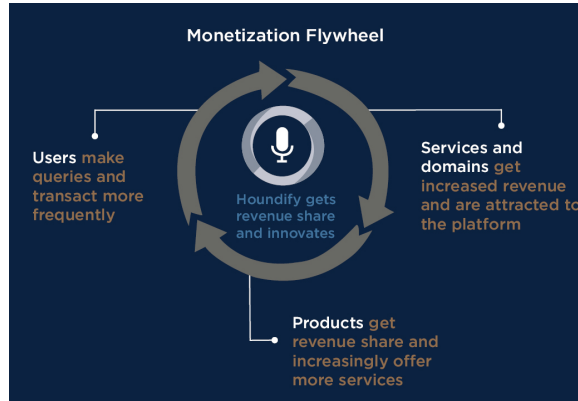 Monetization Flywheel
Users make
queries and
transact more
frequently
Houndify gets
revenue share
and innovates
Services and
domains get
increased revenue
and are attracted to
the platform
Products get
revenue share and
increasingly offer
more services